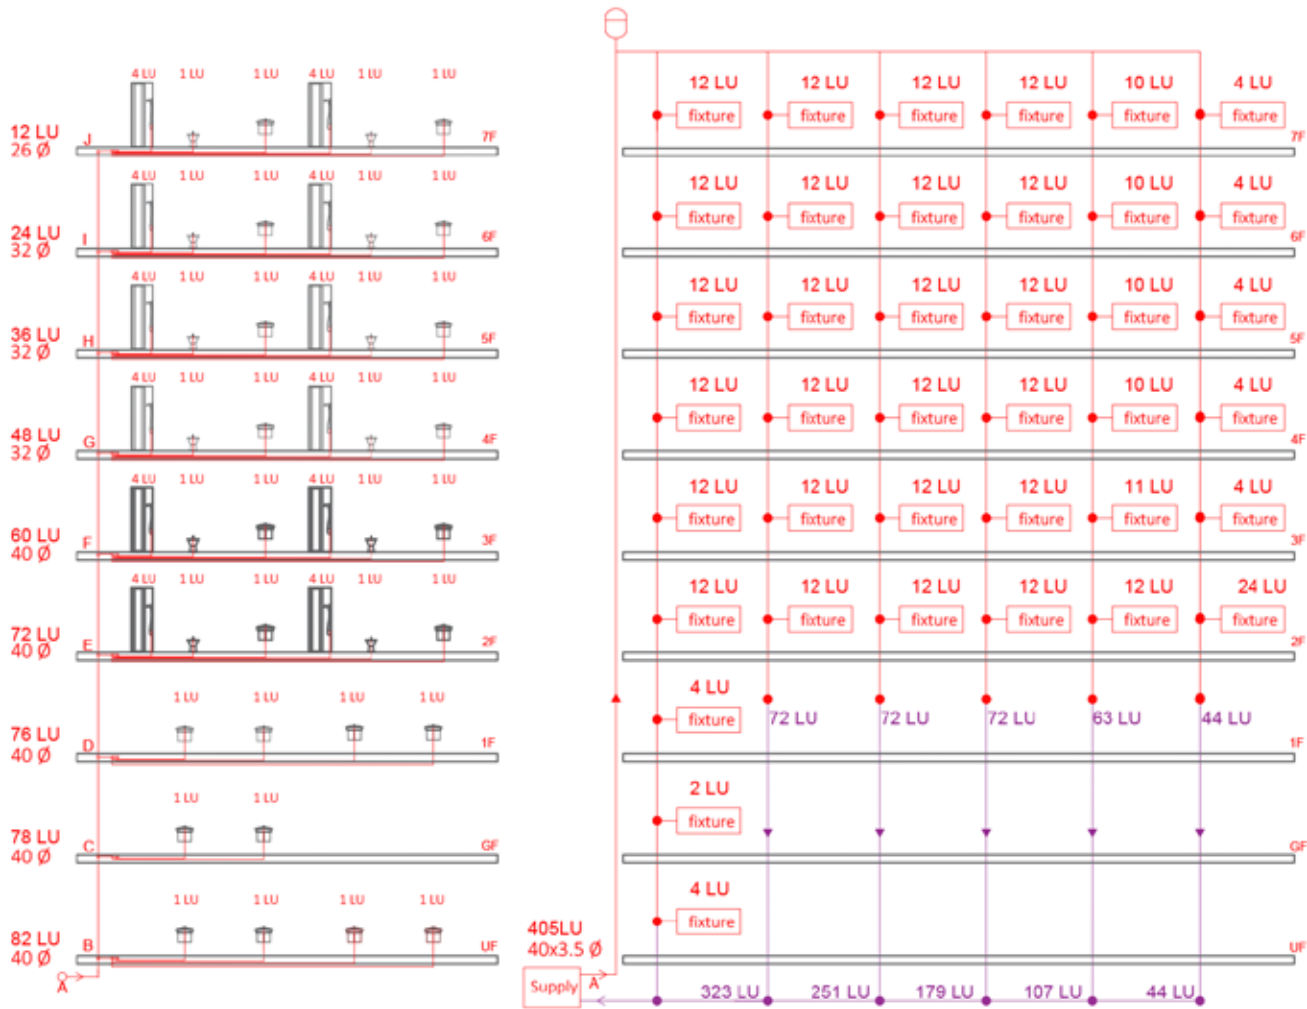 4 LU 1 LU 1 LU 4 LU 1 LU 1 LU
12 LU
26 Ø
J
7F
4 LU 1 LU 1 LU 4 LU 1 LU 1 LU
24 LU
32 Ø
I
6F
4 LU 1 LU 1 LU 4 LU 1 LU 1 LU
36 LU
32 Ø
H
5F
4 LU 1 LU 1 LU 4 LU 1 LU 1 LU
48 LU
32 Ø
G
4F
4 LU 1 LU 1 LU 4 LU 1 LU 1 LU
60 LU
40 Ø
F
3F
4 LU 1 LU 1 LU 4 LU 1 LU 1 LU
72 LU
40 Ø
E
2F
1 LU 1 LU 1 LU 1 LU
76 LU
40 Ø
D
1F
1 LU 1 LU
78 LU
40 Ø
C
GF
1 LU 1 LU 1 LU 1 LU
82 LU
40 Ø
B
UF
A
12 LU 12 LU 12 LU 12 LU 10 LU 4 LU
fixture fixture fixture fixture fixture fixture
7F
12 LU 12 LU 12 LU 12 LU 10 LU 4 LU
fixture fixture fixture fixture fixture fixture
6F
12 LU 12 LU 12 LU 12 LU 10 LU 4 LU
fixture fixture fixture fixture fixture fixture
5F
12 LU 12 LU 12 LU 12 LU 10 LU 4 LU
fixture fixture fixture fixture fixture fixture
4F
12 LU 12 LU 12 LU 12 LU 11 LU 4 LU
fixture fixture fixture fixture fixture fixture
3F
12 LU 12 LU 12 LU 12 LU 12 LU 24 LU
fixture fixture fixture fixture fixture fixture
2F
4 LU
fixture
72 LU 72 LU 72 LU 63 LU 44 LU
1F
2 LU
fixture
GF
4 LU
fixture
405LU
40x3.5 Ø
UF
Supply
A
323 LU 251 LU 179 LU 107 LU 44 LU